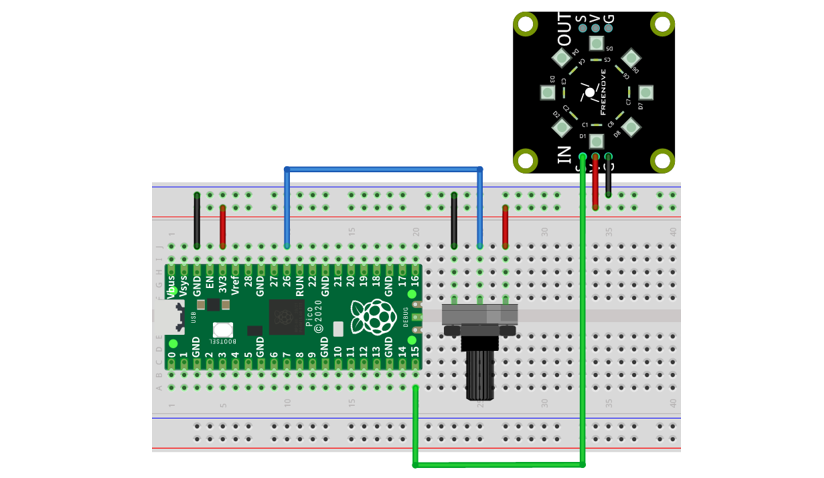 OUT S V G
D5
D4 D6
C4 C5 C6
D3 C3 FREENOVE C7 D7
C2 C1 C8
D2 D1 D8
IN
1 15 20 30 35 40
J
I
H
G
F
Vbus Vsys GND EN 3V3 Vref 28 GND 27 26 RUN 22 GND 21 20 19 18 GND 17 16
USB
BOOTSEL
Pico
©2020
DEBUG
0 1 GND 2 3 4 5 GND 6 7 8 9 GND 10 11 12 13 GND 14 15
B
A
1 5 10 15 20 25 30 35 40